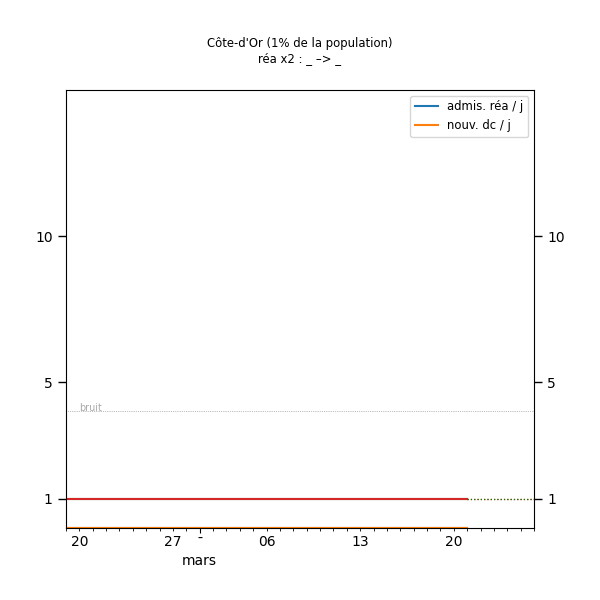 Côte-d'Or (1% de la population)
réa x2 : _ –> _
admis. réa / j
nouv. dc / j
10 10
5 5
bruit
1 1
20 27 - 06 13 20
mars